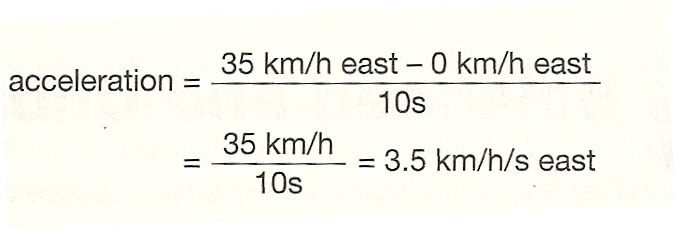 acceleration = 35 km/h east – 0 km/h east / 10s
= 35 km/h / 10s = 3.5 km/h/s east